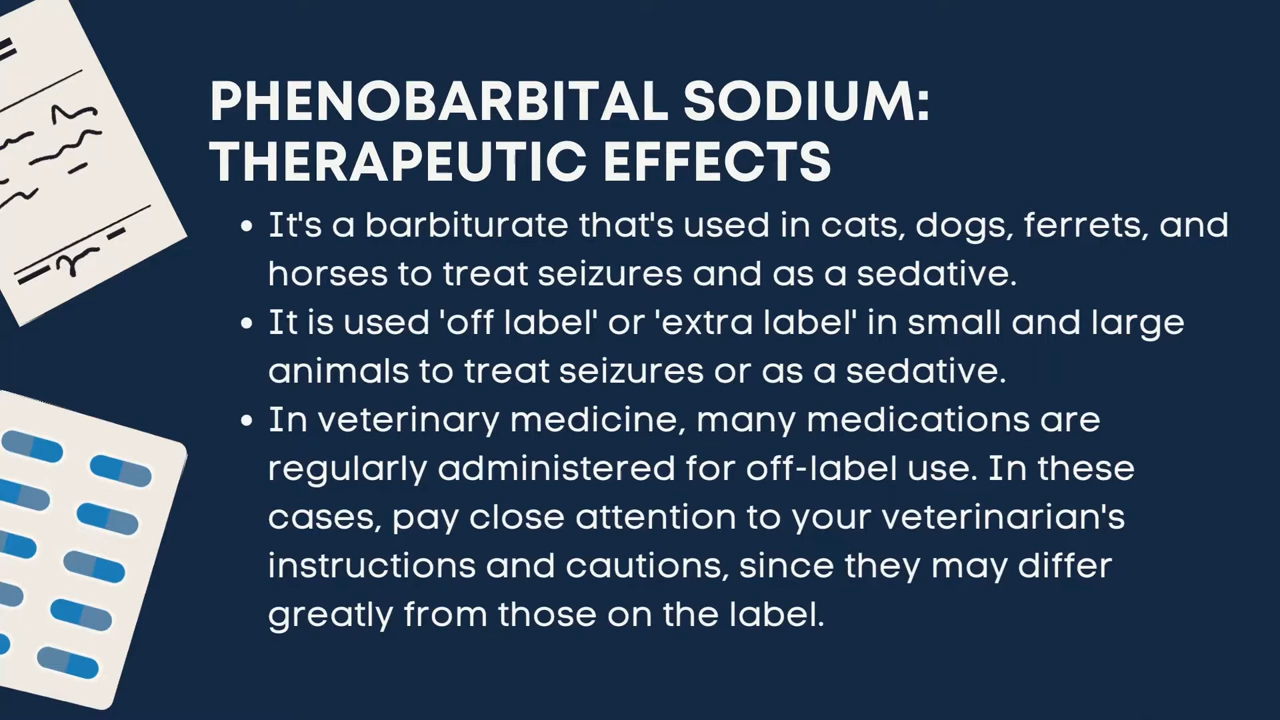 PHENOBARBITAL SODIUM:
THERAPEUTIC EFFECTS
• It's a barbiturate that's used in cats, dogs, ferrets, and
horses to treat seizures and as a sedative.
• It is used 'off label' or 'extra label' in small and large
animals to treat seizures or as a sedative.
• In veterinary medicine, many medications are
regularly administered for off-label use. In these
cases, pay close attention to your veterinarian's
instructions and cautions, since they may differ
greatly from those on the label.